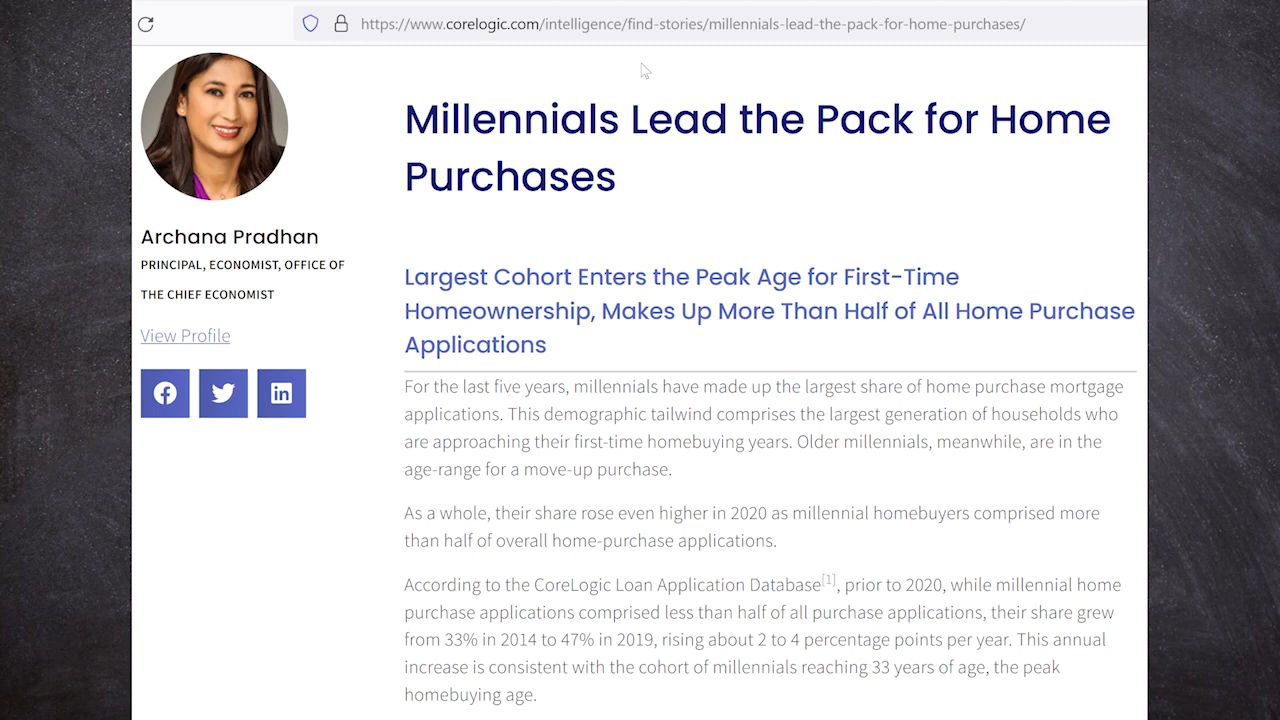 https://www.corelogic.com/intelligence/find-stories/millennials-lead-the-pack-for-home-purchases/
Archana Pradhan
PRINCIPAL, ECONOMIST, OFFICE OF
THE CHIEF ECONOMIST
View Profile
Millennials Lead the Pack for Home
Purchases
Largest Cohort Enters the Peak Age for First-Time
Homeownership, Makes Up More Than Half of All Home Purchase
Applications
For the last five years, millennials have made up the largest share of home purchase mortgage
applications. This demographic tailwind comprises the largest generation of households who
are approaching their first-time homebuying years. Older millennials, meanwhile, are in the
age-range for a move-up purchase.
As a whole, their share rose even higher in 2020 as millennial homebuyers comprised more
than half of overall home-purchase applications.
According to the CoreLogic Loan Application Database[1], prior to 2020, while millennial home
purchase applications comprised less than half of all purchase applications, their share grew
from 33% in 2014 to 47% in 2019, rising about 2 to 4 percentage points per year. This annual
increase is consistent with the cohort of millennials reaching 33 years of age, the peak
homebuying age.